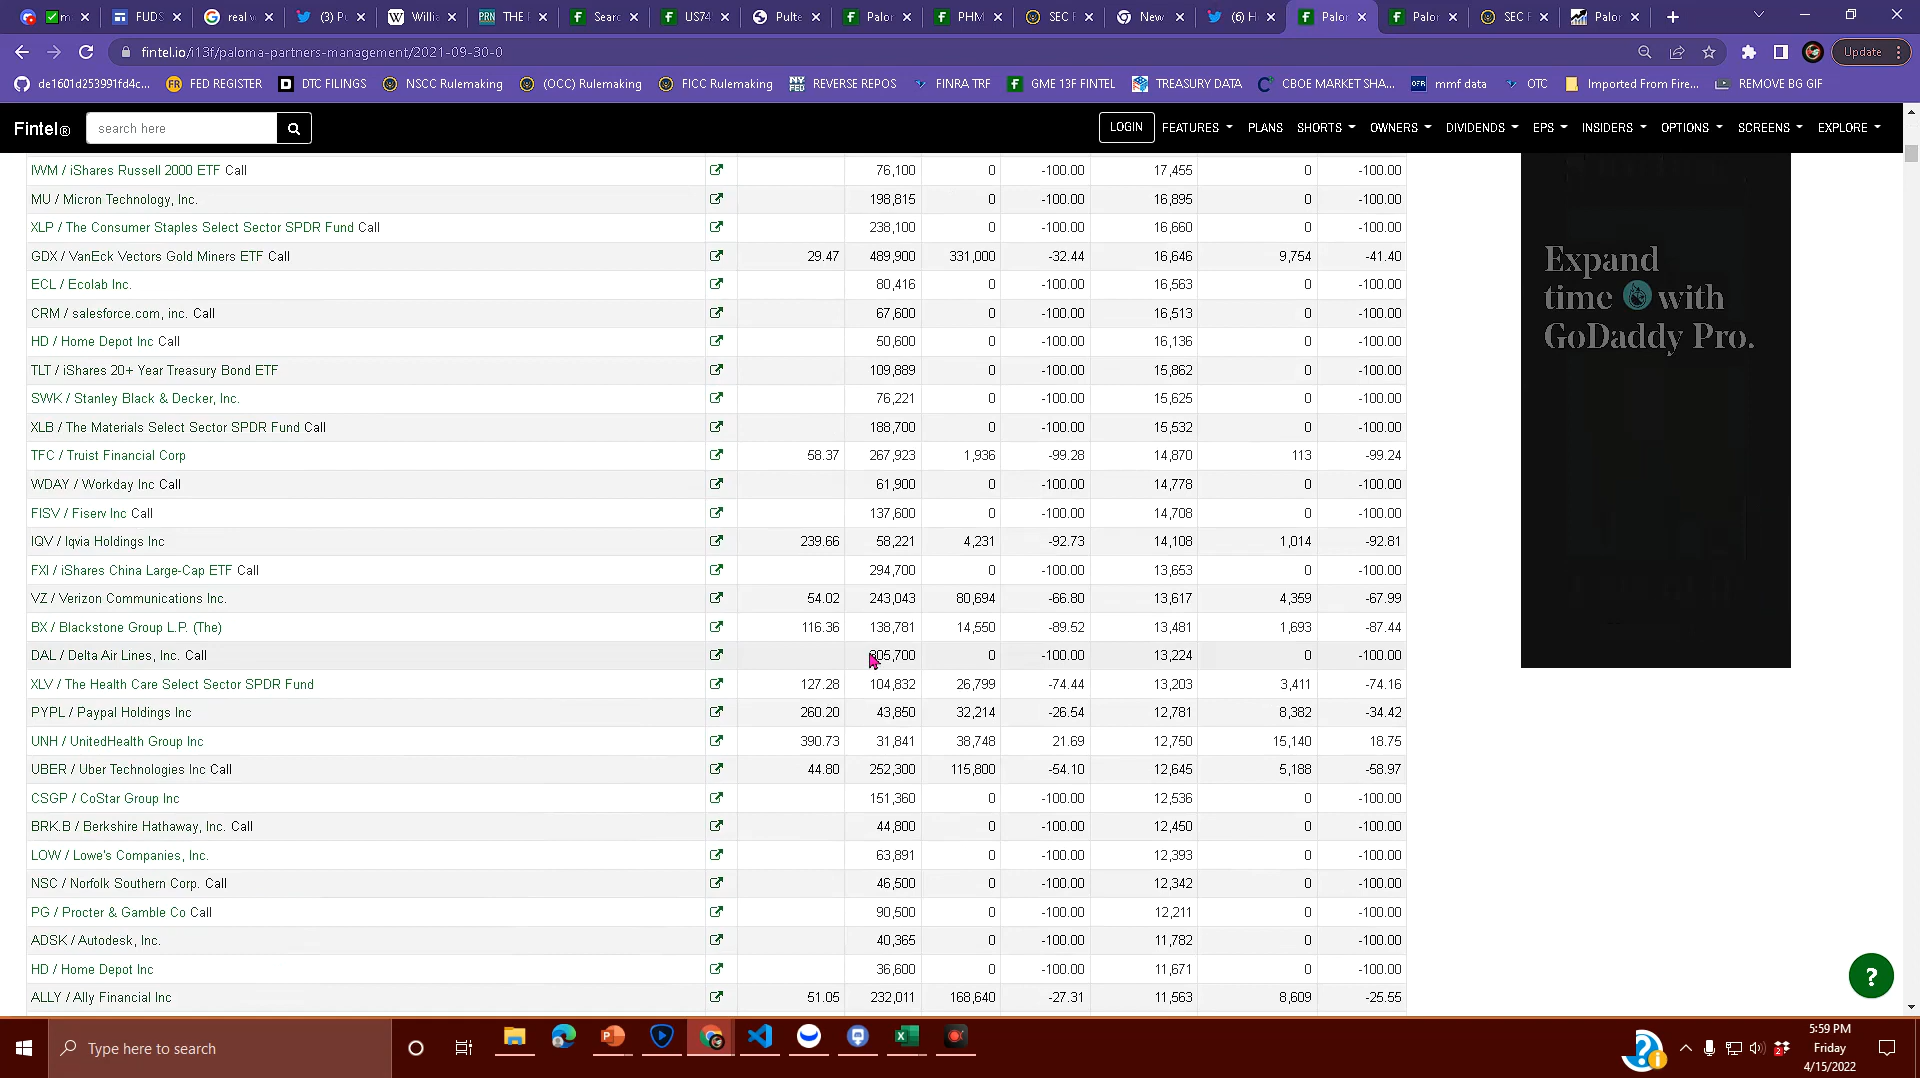 ✅ m
FUDS
real v
(3) P
Willia
THE F
Searc
US74
Pulte
Palon
PHM
SEC F
New
(6) H
Palon
Palon
SEC F
Palon
fintel.io/i13f/paloma-partners-management/2021-09-30-0
Update
de1601d253991fd4c...
FED REGISTER
DTC FILINGS
NSCC Rulemaking
(OCC) Rulemaking
FICC Rulemaking
REVERSE REPOS
FINRA TRF
GME 13F FINTEL
TREASURY DATA
CBOE MARKET SHA...
mmf data
OTC
Imported From Fire...
REMOVE BG GIF
Fintel®
search here
LOGIN
FEATURES
PLANS
SHORTS
OWNERS
DIVIDENDS
EPS
INSIDERS
OPTIONS
SCREENS
EXPLORE
IWM / iShares Russell 2000 ETF Call 76,100 0 -100.00 17,455 0 -100.00
MU / Micron Technology, Inc. 198,815 0 -100.00 16,895 0 -100.00
XLP / The Consumer Staples Select Sector SPDR Fund Call 238,100 0 -100.00 16,660 0 -100.00
GDX / VanEck Vectors Gold Miners ETF Call 29.47 489,900 331,000 -32.44 16,646 9,754 -41.40
ECL / Ecolab Inc. 80,416 0 -100.00 16,563 0 -100.00
CRM / salesforce.com, inc. Call 67,600 0 -100.00 16,513 0 -100.00
HD / Home Depot Inc Call 50,600 0 -100.00 16,136 0 -100.00
TLT / iShares 20+ Year Treasury Bond ETF 109,889 0 -100.00 15,862 0 -100.00
SWK / Stanley Black & Decker, Inc. 76,221 0 -100.00 15,625 0 -100.00
XLB / The Materials Select Sector SPDR Fund Call 188,700 0 -100.00 15,532 0 -100.00
TFC / Truist Financial Corp 58.37 267,923 1,936 -99.28 14,870 113 -99.24
WDAY / Workday Inc Call 61,900 0 -100.00 14,778 0 -100.00
FISV / Fiserv Inc Call 137,600 0 -100.00 14,708 0 -100.00
IQV / Iqvia Holdings Inc 239.66 58,221 4,231 -92.73 14,108 1,014 -92.81
FXI / iShares China Large-Cap ETF Call 294,700 0 -100.00 13,653 0 -100.00
VZ / Verizon Communications Inc. 54.02 243,043 80,694 -66.80 13,617 4,359 -67.99
BX / Blackstone Group L.P. (The) 116.36 138,781 14,550 -89.52 13,481 1,693 -87.44
DAL / Delta Air Lines, Inc. Call 0 -100.00 13,224 0 -100.00
XLV / The Health Care Select Sector SPDR Fund 127.28 104,832 26,799 -74.44 13,203 3,411 -74.16
PYPL / Paypal Holdings Inc 260.20 43,850 32,214 -26.54 12,781 8,382 -34.42
UNH / UnitedHealth Group Inc 390.73 31,841 38,748 21.69 12,750 15,140 18.75
UBER / Uber Technologies Inc Call 44.80 252,300 115,800 -54.10 12,645 5,188 -58.97
CSGP / CoStar Group Inc 151,360 0 -100.00 12,536 0 -100.00
BRK.B / Berkshire Hathaway, Inc. Call 44,800 0 -100.00 12,450 0 -100.00
LOW / Lowe's Companies, Inc. 63,891 0 -100.00 12,393 0 -100.00
NSC / Norfolk Southern Corp. Call 46,500 0 -100.00 12,342 0 -100.00
PG / Procter & Gamble Co Call 90,500 0 -100.00 12,211 0 -100.00
ADSK / Autodesk, Inc. 40,365 0 -100.00 11,782 0 -100.00
HD / Home Depot Inc 36,600 0 -100.00 11,671 0 -100.00
ALLY / Ally Financial Inc 51.05 232,011 168,640 -27.31 11,563 8,609 -25.55
Expand
time with
GoDaddy Pro.
?
Type here to search
5:59 PM
Friday
4/15/2022